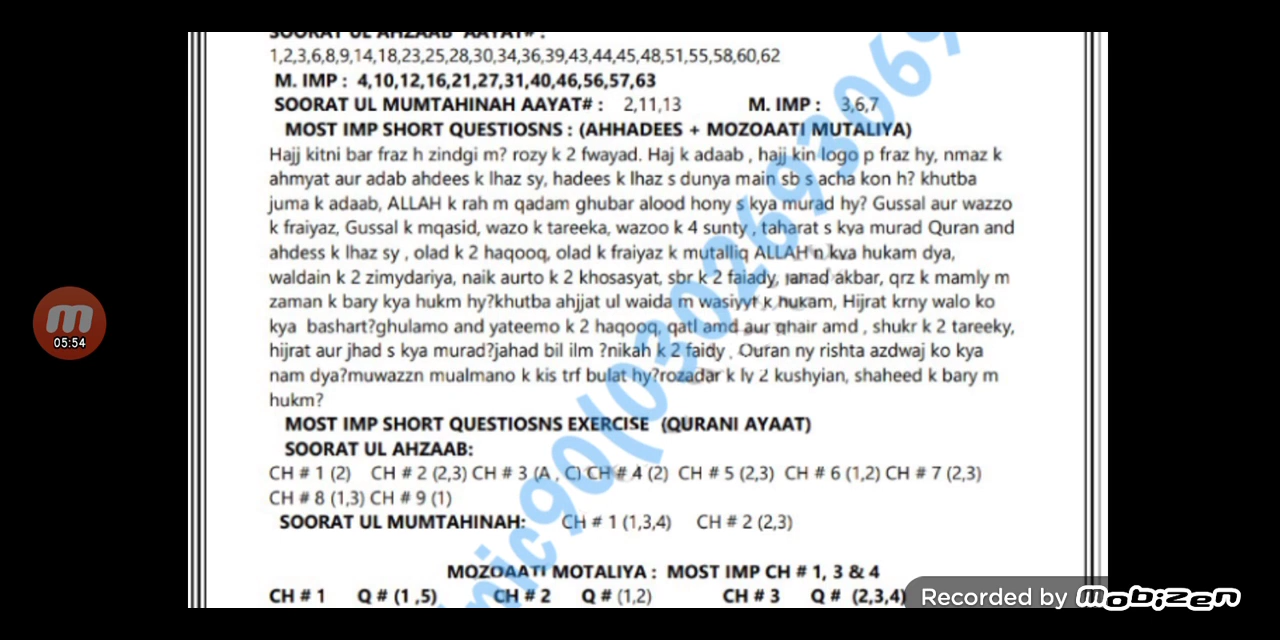 SOORAT UL AHZAAB AAYAT# :
1,2,3,6,8,9,14,18,23,25,28,30,34,36,39,43,44,45,48,51,55,58,60,62
M. IMP : 4,10,12,16,21,27,31,40,46,56,57,63
SOORAT UL MUMTAHINAH AAYAT# : 2,11,13 M. IMP : 3,6,7
MOST IMP SHORT QUESTIOSNS : (AHHADEES + MOZOAATI MUTALIYA)
Hajj kitni bar fraz h zindgi m? rozy k 2 fwayad. Haj k adaab , hajj kin logo p fraz hy, nmaz k
ahmyat aur adab ahdees k lhaz sy, hadees k lhaz s dunya main sb s acha kon h? khutba
juma k adaab, ALLAH k rah m qadam ghubar alood hony s kya murad hy? Gussal aur wazzo
k fraiyaz, Gussal k mqasid, wazo k tareeka, wazoo k 4 sunty , taharat s kya murad Quran and
ahdess k lhaz sy , olad k 2 haqooq, olad k fraiyaz k mutalliq ALLAH n kya hukam dya,
waldain k 2 zimydariya, naik aurto k 2 khosasyat, sbr k 2 faiady, akbar, qrz k mamly m
zaman k bary kya hukm hy?khutba ahjjat ul waida m wasiyyt k hukam, Hijrat krny walo ko
kya bashart?ghulamo and yateemo k 2 haqooq, qatl amd aur ghair amd , shukr k 2 tareeky,
hijrat aur jhad s kya murad?jahad bil ilm ?nikah k 2 faidy , Quran ny rishta azdwaj ko kya
nam dya?muwazzn mualmano k kis trf bulat hy?rozadar k ly 2 kushyian, shaheed k bary m
hukm?
MOST IMP SHORT QUESTIOSNS EXERCISE (QURANI AYAAT)
SOORAT UL AHZAAB:
CH # 1 (2) CH # 2 (2,3) CH # 3 (A , C) CH # 4 (2) CH # 5 (2,3) CH # 6 (1,2) CH # 7 (2,3)
CH # 8 (1,3) CH # 9 (1)
SOORAT UL MUMTAHINAH: CH # 1 (1,3,4) CH # 2 (2,3)
MOZOAATI MOTALIYA : MOST IMP CH # 1, 3 & 4
CH # 1 Q # (1 ,5) CH # 2 Q # (1,2) CH # 3 Q # (2,3,4)
nic90(0302693069
05:54
Recorded by mobizen